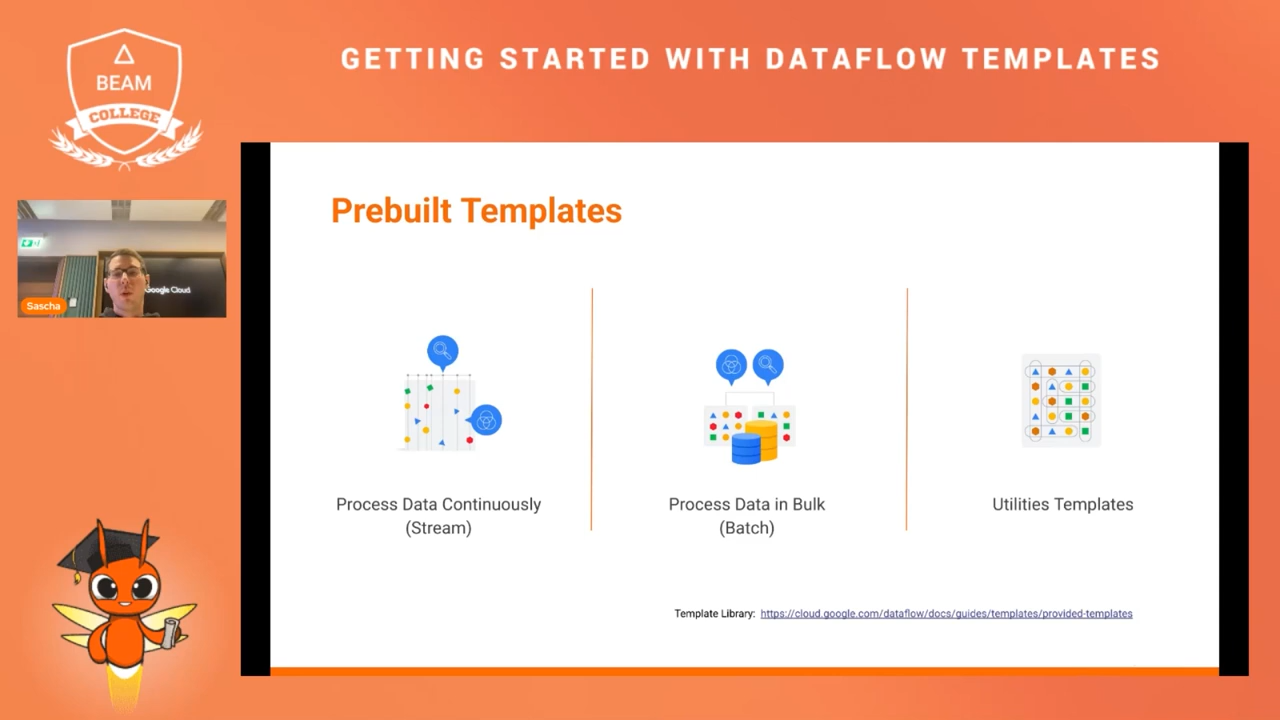 BEAM
COLLEGE
GETTING STARTED WITH DATAFLOW TEMPLATES
Sascha
Google Cloud
Prebuilt Templates
Process Data Continuously
(Stream)
Process Data in Bulk
(Batch)
Utilities Templates
Template Library: https://cloud.google.com/dataflow/docs/guides/templates/provided-templates